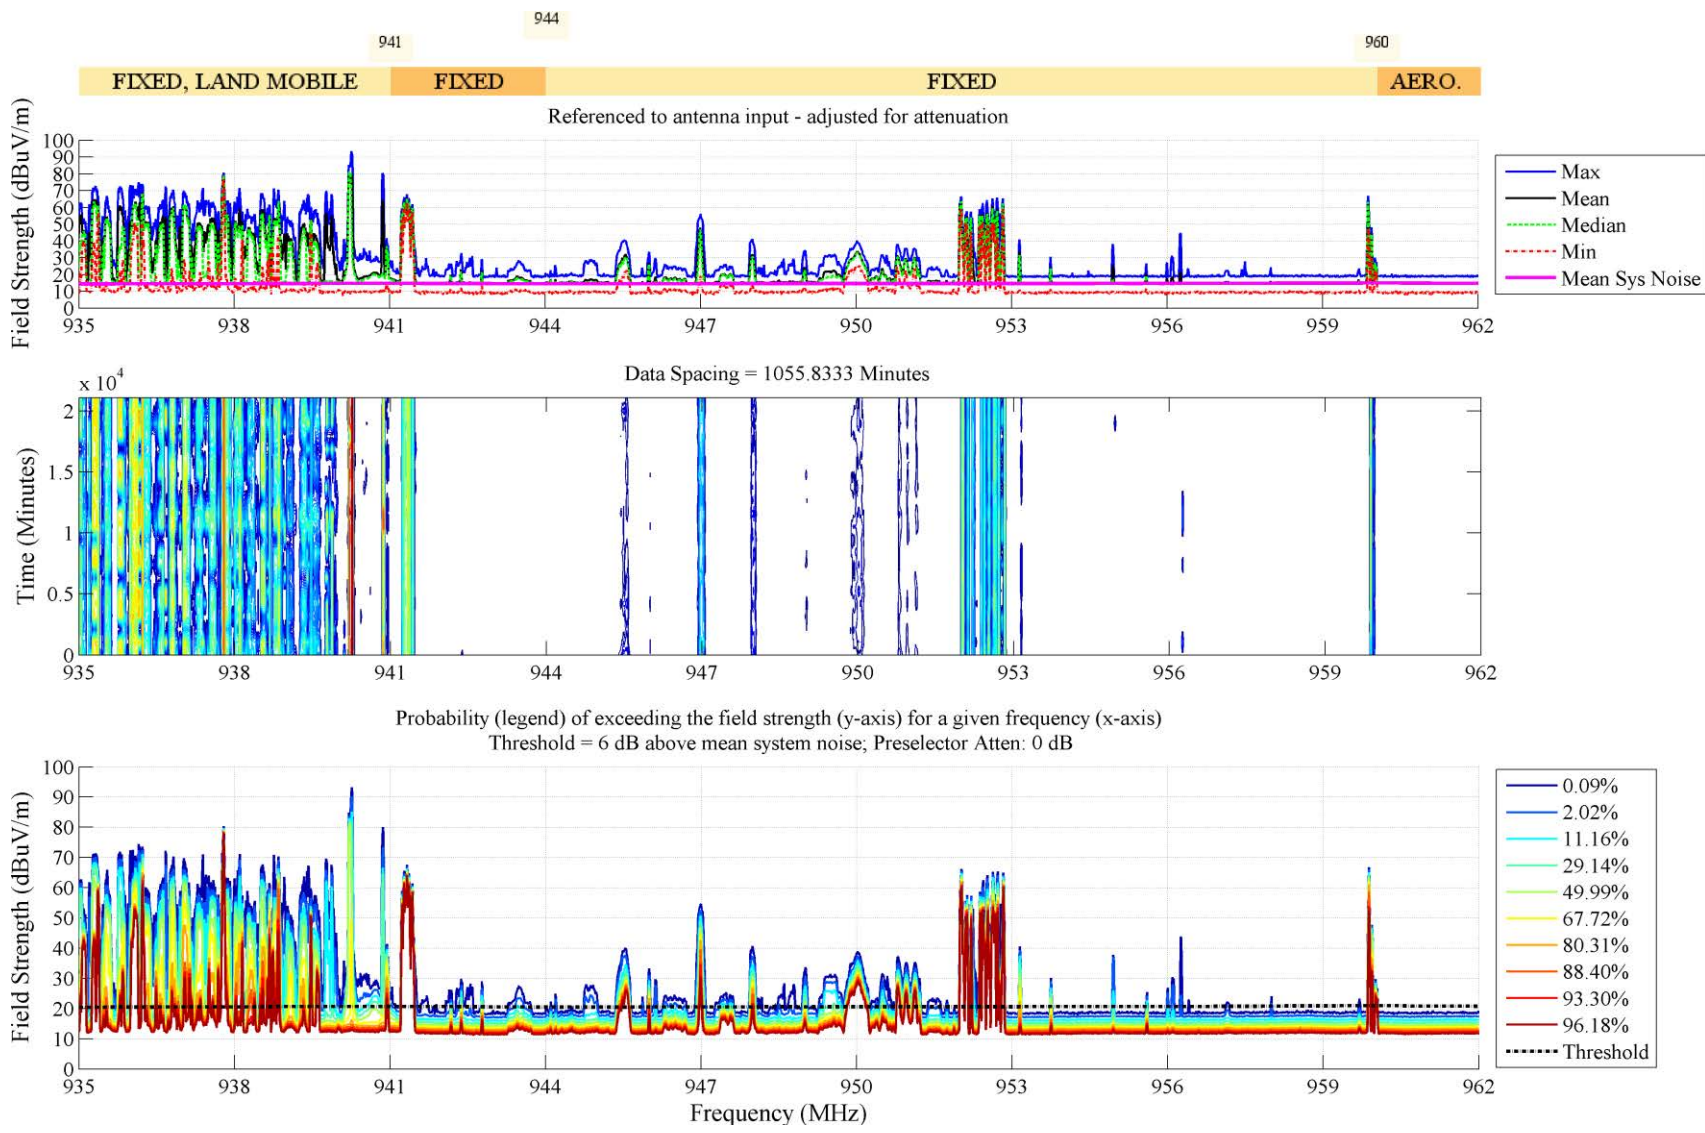 944
941
960
FIXED, LAND MOBILE FIXED FIXED AERO.
Referenced to antenna input - adjusted for attenuation
Field Strength (dBuV/m)
100
90
80
70
60
50
40
30
20
10
0
935 938 941 944 947 950 953 956 959 962
Max
Mean
Median
Min
Mean Sys Noise
x 10^4
Data Spacing = 1055.8333 Minutes
Time (Minutes)
2
1.5
1
0.5
0
935 938 941 944 947 950 953 956 959 962
Probability (legend) of exceeding the field strength (y-axis) for a given frequency (x-axis)
Threshold = 6 dB above mean system noise; Preselector Atten: 0 dB
Field Strength (dBuV/m)
100
90
80
70
60
50
40
30
20
10
0
935 938 941 944 947 950 953 956 959 962
Frequency (MHz)
0.09%
2.02%
11.16%
29.14%
49.99%
67.72%
80.31%
88.40%
93.30%
96.18%
Threshold